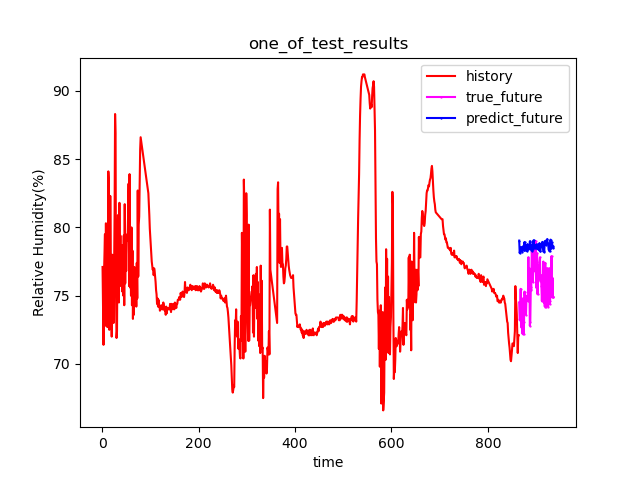 one_of_test_results
history
true_future
predict_future
Relative Humidity(%)
90
85
80
75
70
0 200 400 600 800
time